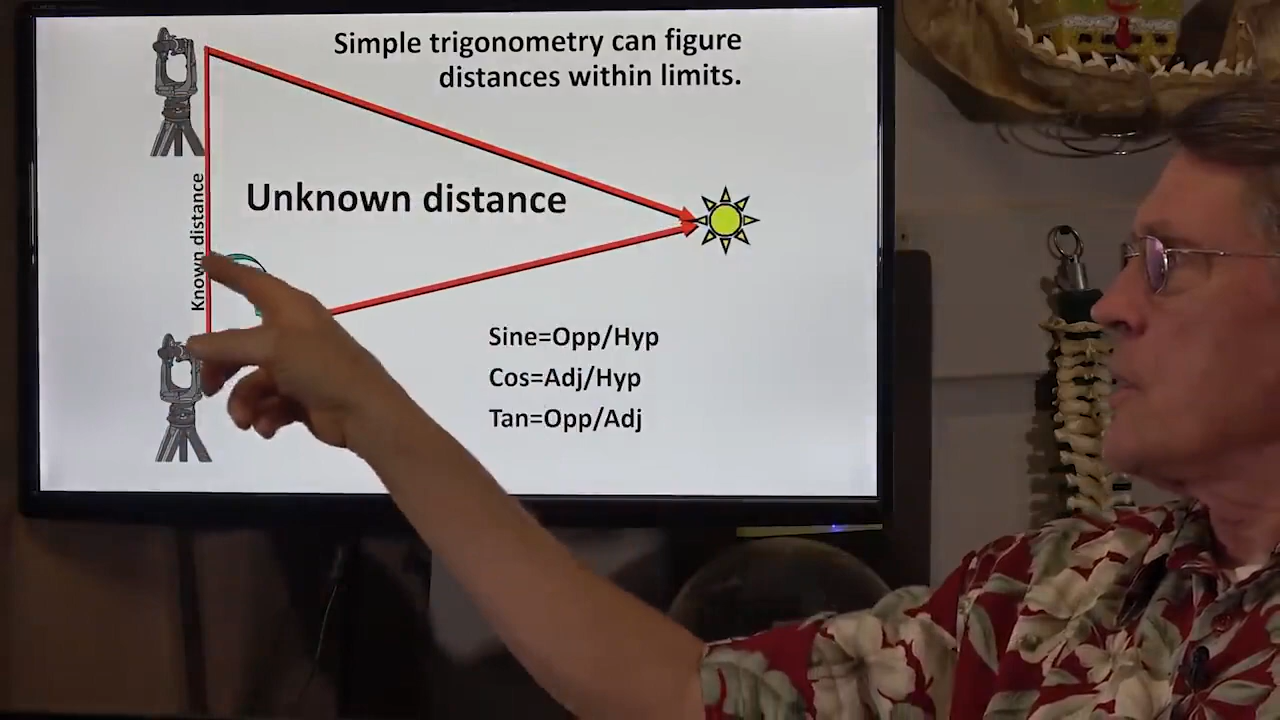 Simple trigonometry can figure
distances within limits.
Known distance
Unknown distance
Sine=Opp/Hyp
Cos=Adj/Hyp
Tan=Opp/Adj